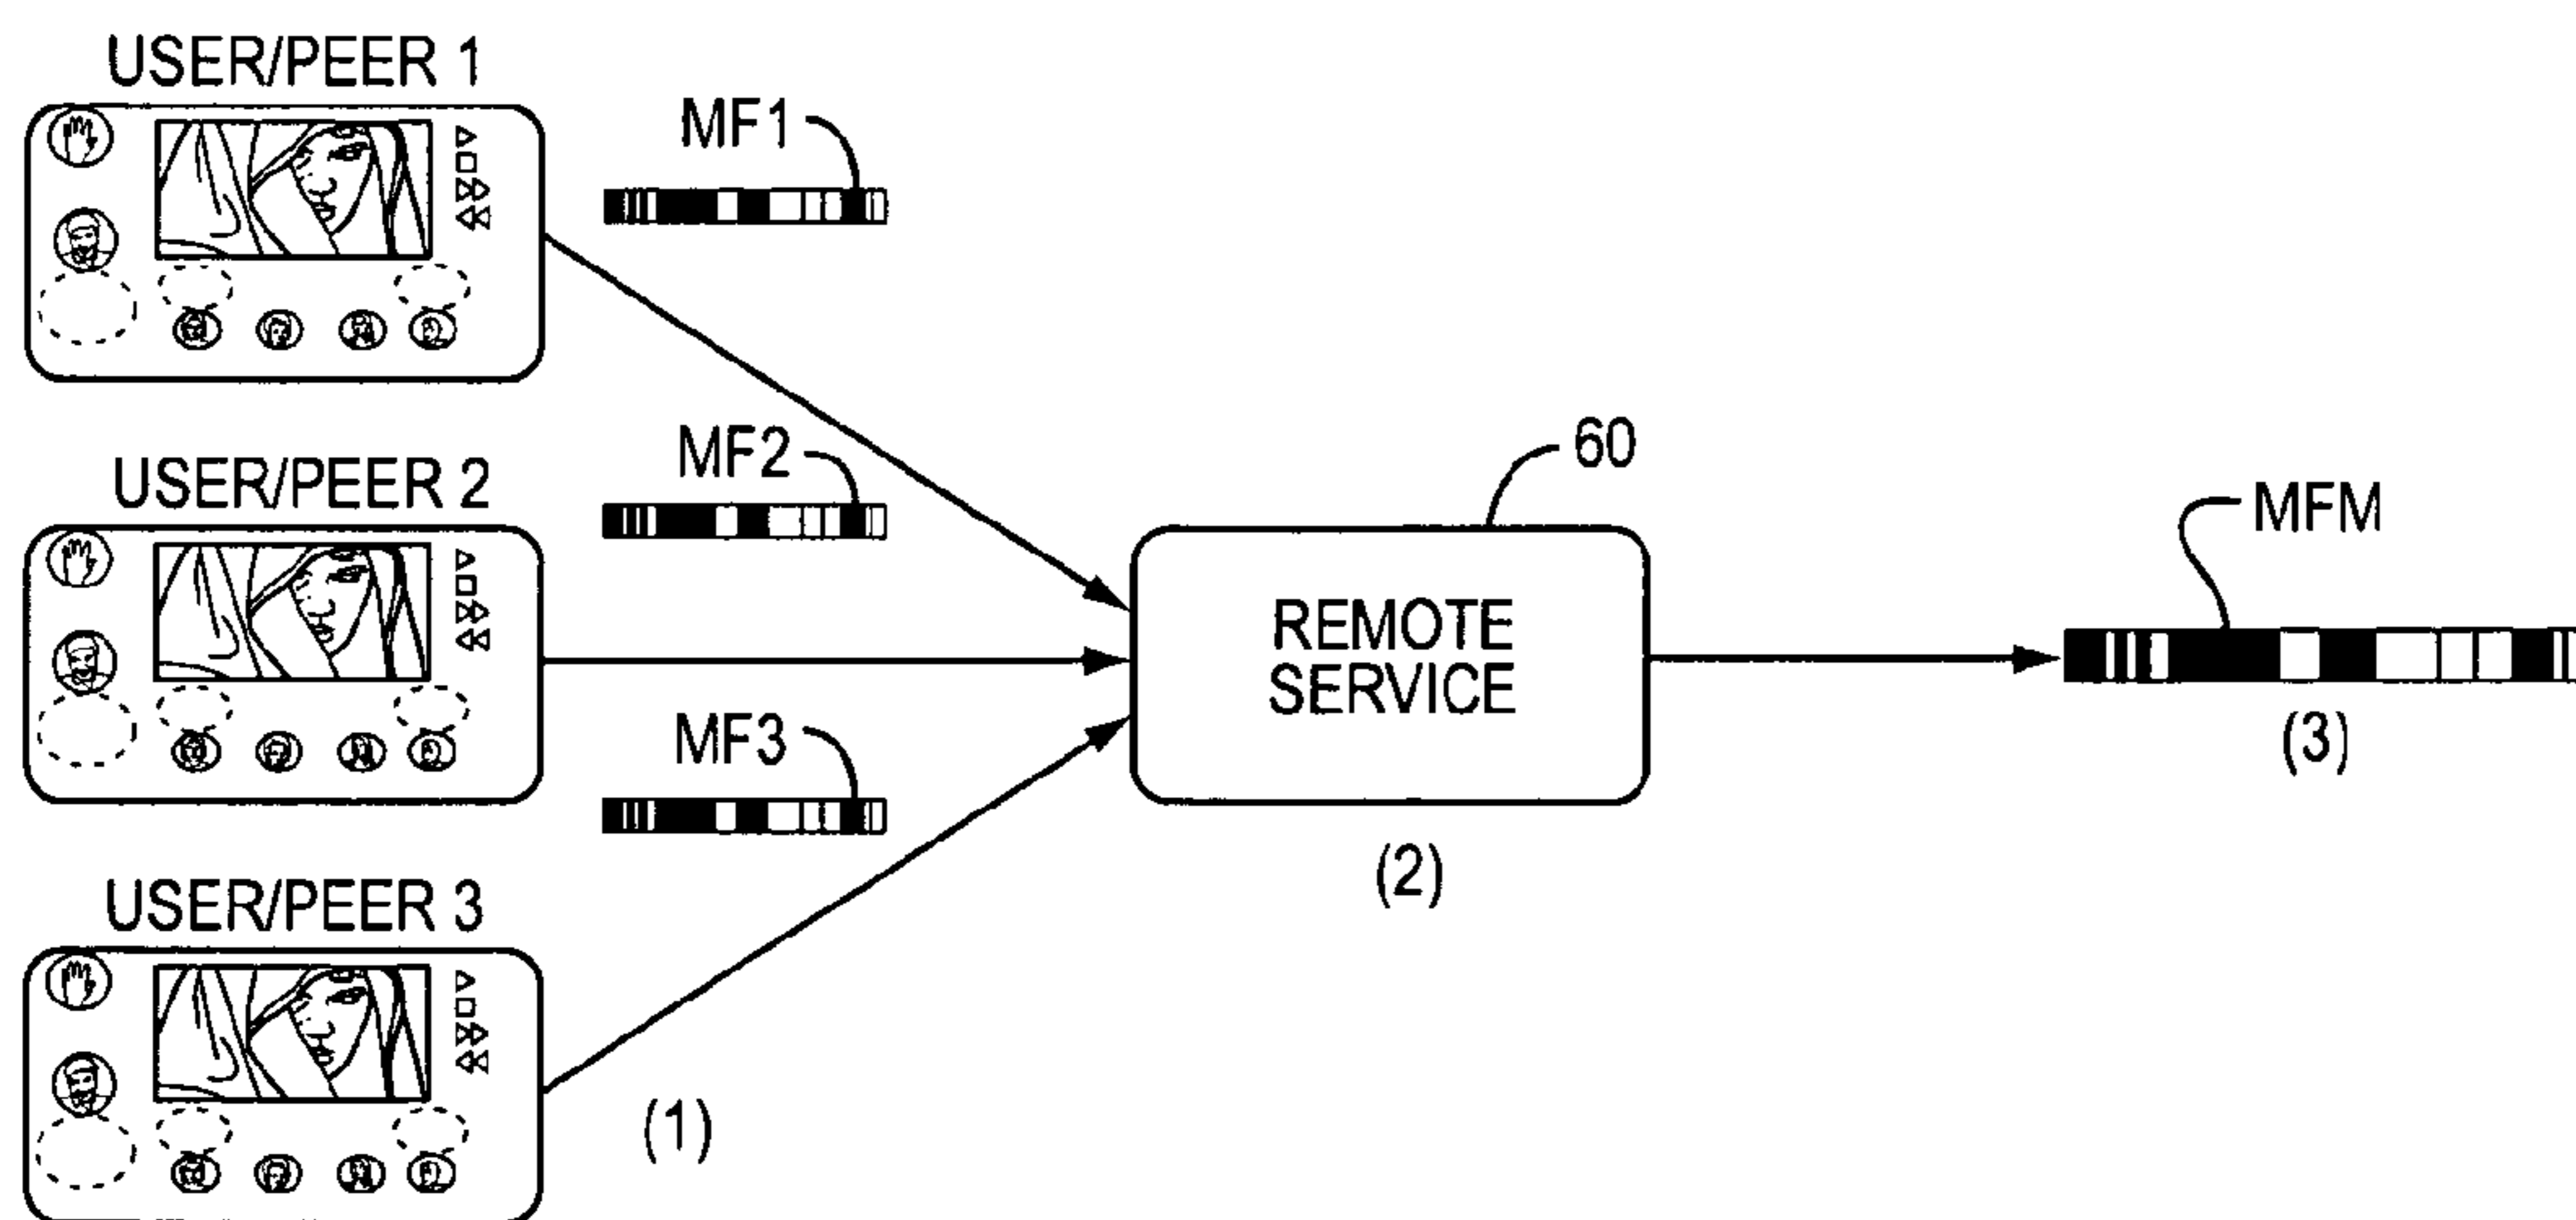 USER/PEER 1
MF1
MF2
60
USER/PEER 2
MFM
REMOTE
SERVICE
MF3
(3)
(2)
USER/PEER 3
(1)